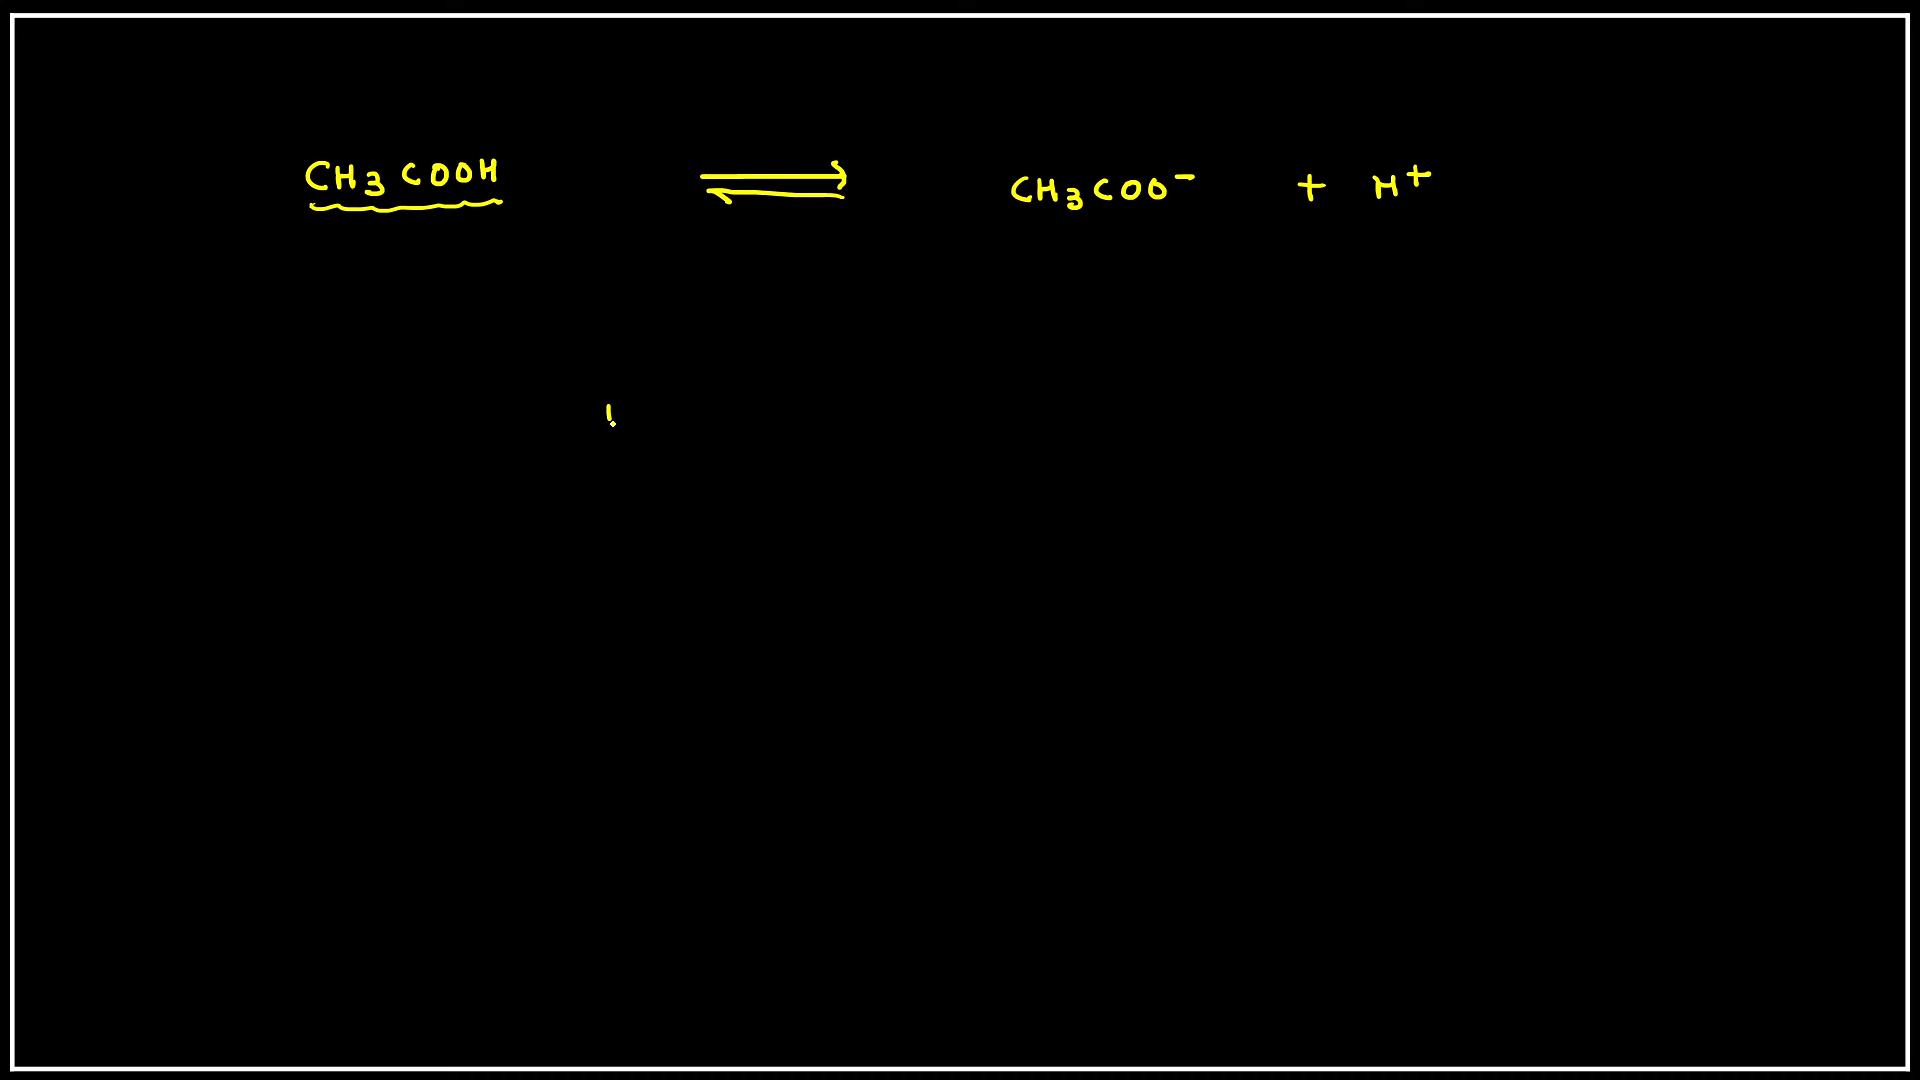 CH3COOH ⇌ CH3COO⁻ + H⁺